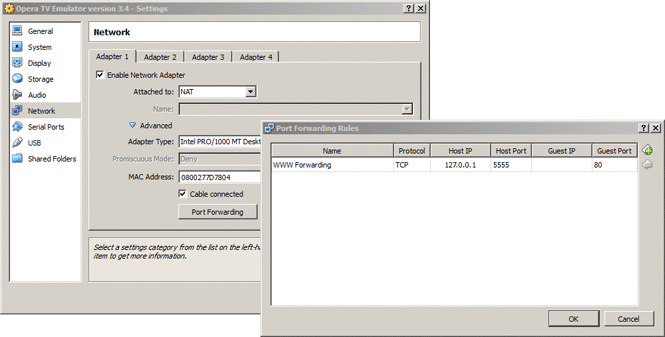 Opera TV Emulator version 3.4 - Settings
General
System
Display
Storage
Audio
Network
Serial Ports
USB
Shared Folders
Network
Adapter 1 Adapter 2 Adapter 3 Adapter 4
Enable Network Adapter
Attached to: NAT
Name:
Advanced
Adapter Type: Intel PRO/1000 MT Deskt
Promiscuous Mode: Deny
MAC Address: 0800277D7804
Cable connected
Port Forwarding
Select a settings category from the list on the left-ha
item to get more information.
Port Forwarding Rules
Name Protocol Host IP Host Port Guest IP Guest Port
WWW Forwarding TCP 127.0.0.1 5555 80
OK Cancel